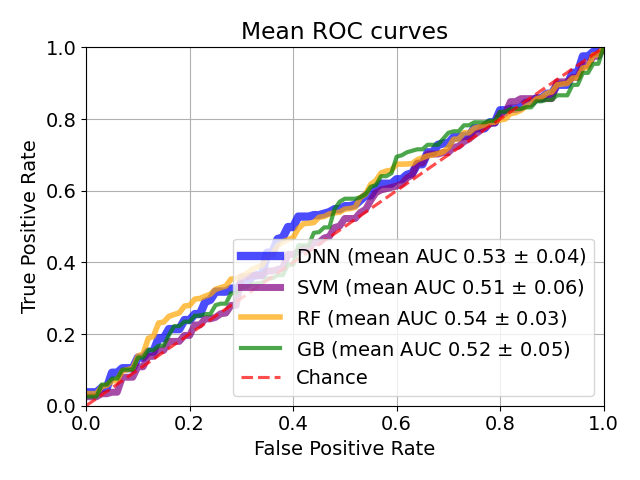 Mean ROC curves
1.0
0.8
0.6
0.4
0.2
0.0
True Positive Rate
DNN (mean AUC 0.53 ± 0.04)
SVM (mean AUC 0.51 ± 0.06)
RF (mean AUC 0.54 ± 0.03)
GB (mean AUC 0.52 ± 0.05)
Chance
0.0 0.2 0.4 0.6 0.8 1.0
False Positive Rate